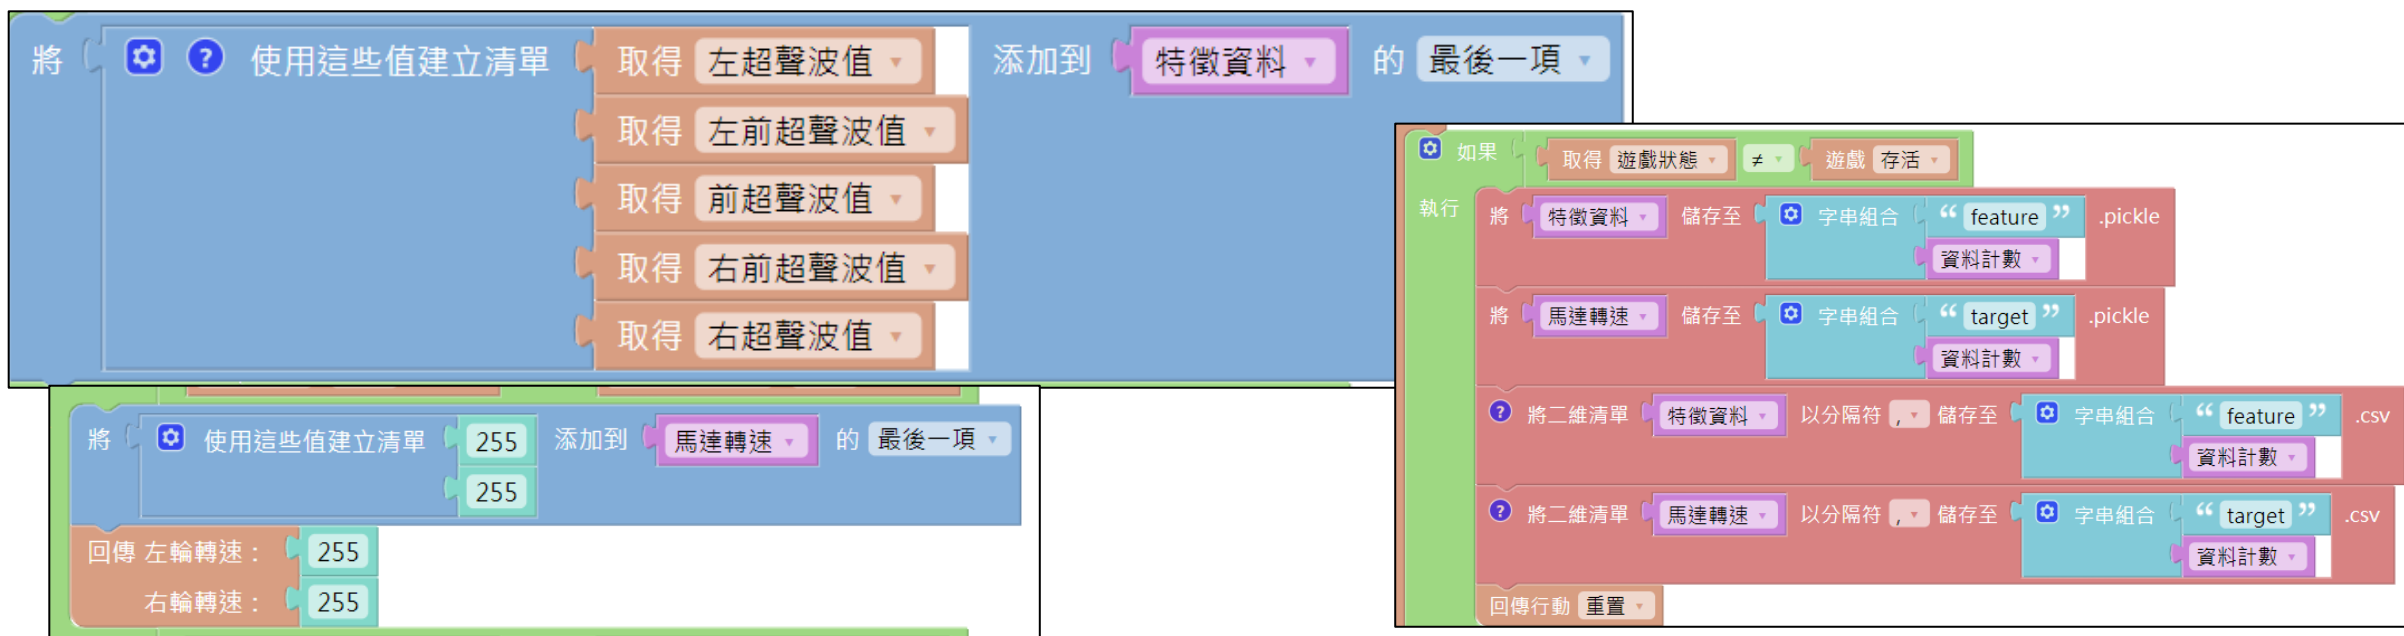 將 ? 使用這些值建立清單 取得 左超聲波值 添加到 特徵資料 的 最後一項
取得 左前超聲波值
取得 前超聲波值
取得 右前超聲波值
取得 右超聲波值
將 使用這些值建立清單 255 添加到 馬達轉速 的 最後一項
255
回傳 左輪轉速： 255
右輪轉速： 255
如果 取得 遊戲狀態 ≠ 遊戲 存活
執行 將 特徵資料 儲存至 字串組合 “ feature ” .pickle
資料計數
將 馬達轉速 儲存至 字串組合 “ target ” .pickle
資料計數
? 將二維清單 特徵資料 以分隔符 , 儲存至 字串組合 “ feature ” .csv
資料計數
? 將二維清單 馬達轉速 以分隔符 , 儲存至 字串組合 “ target ” .csv
資料計數
回傳行動 重置